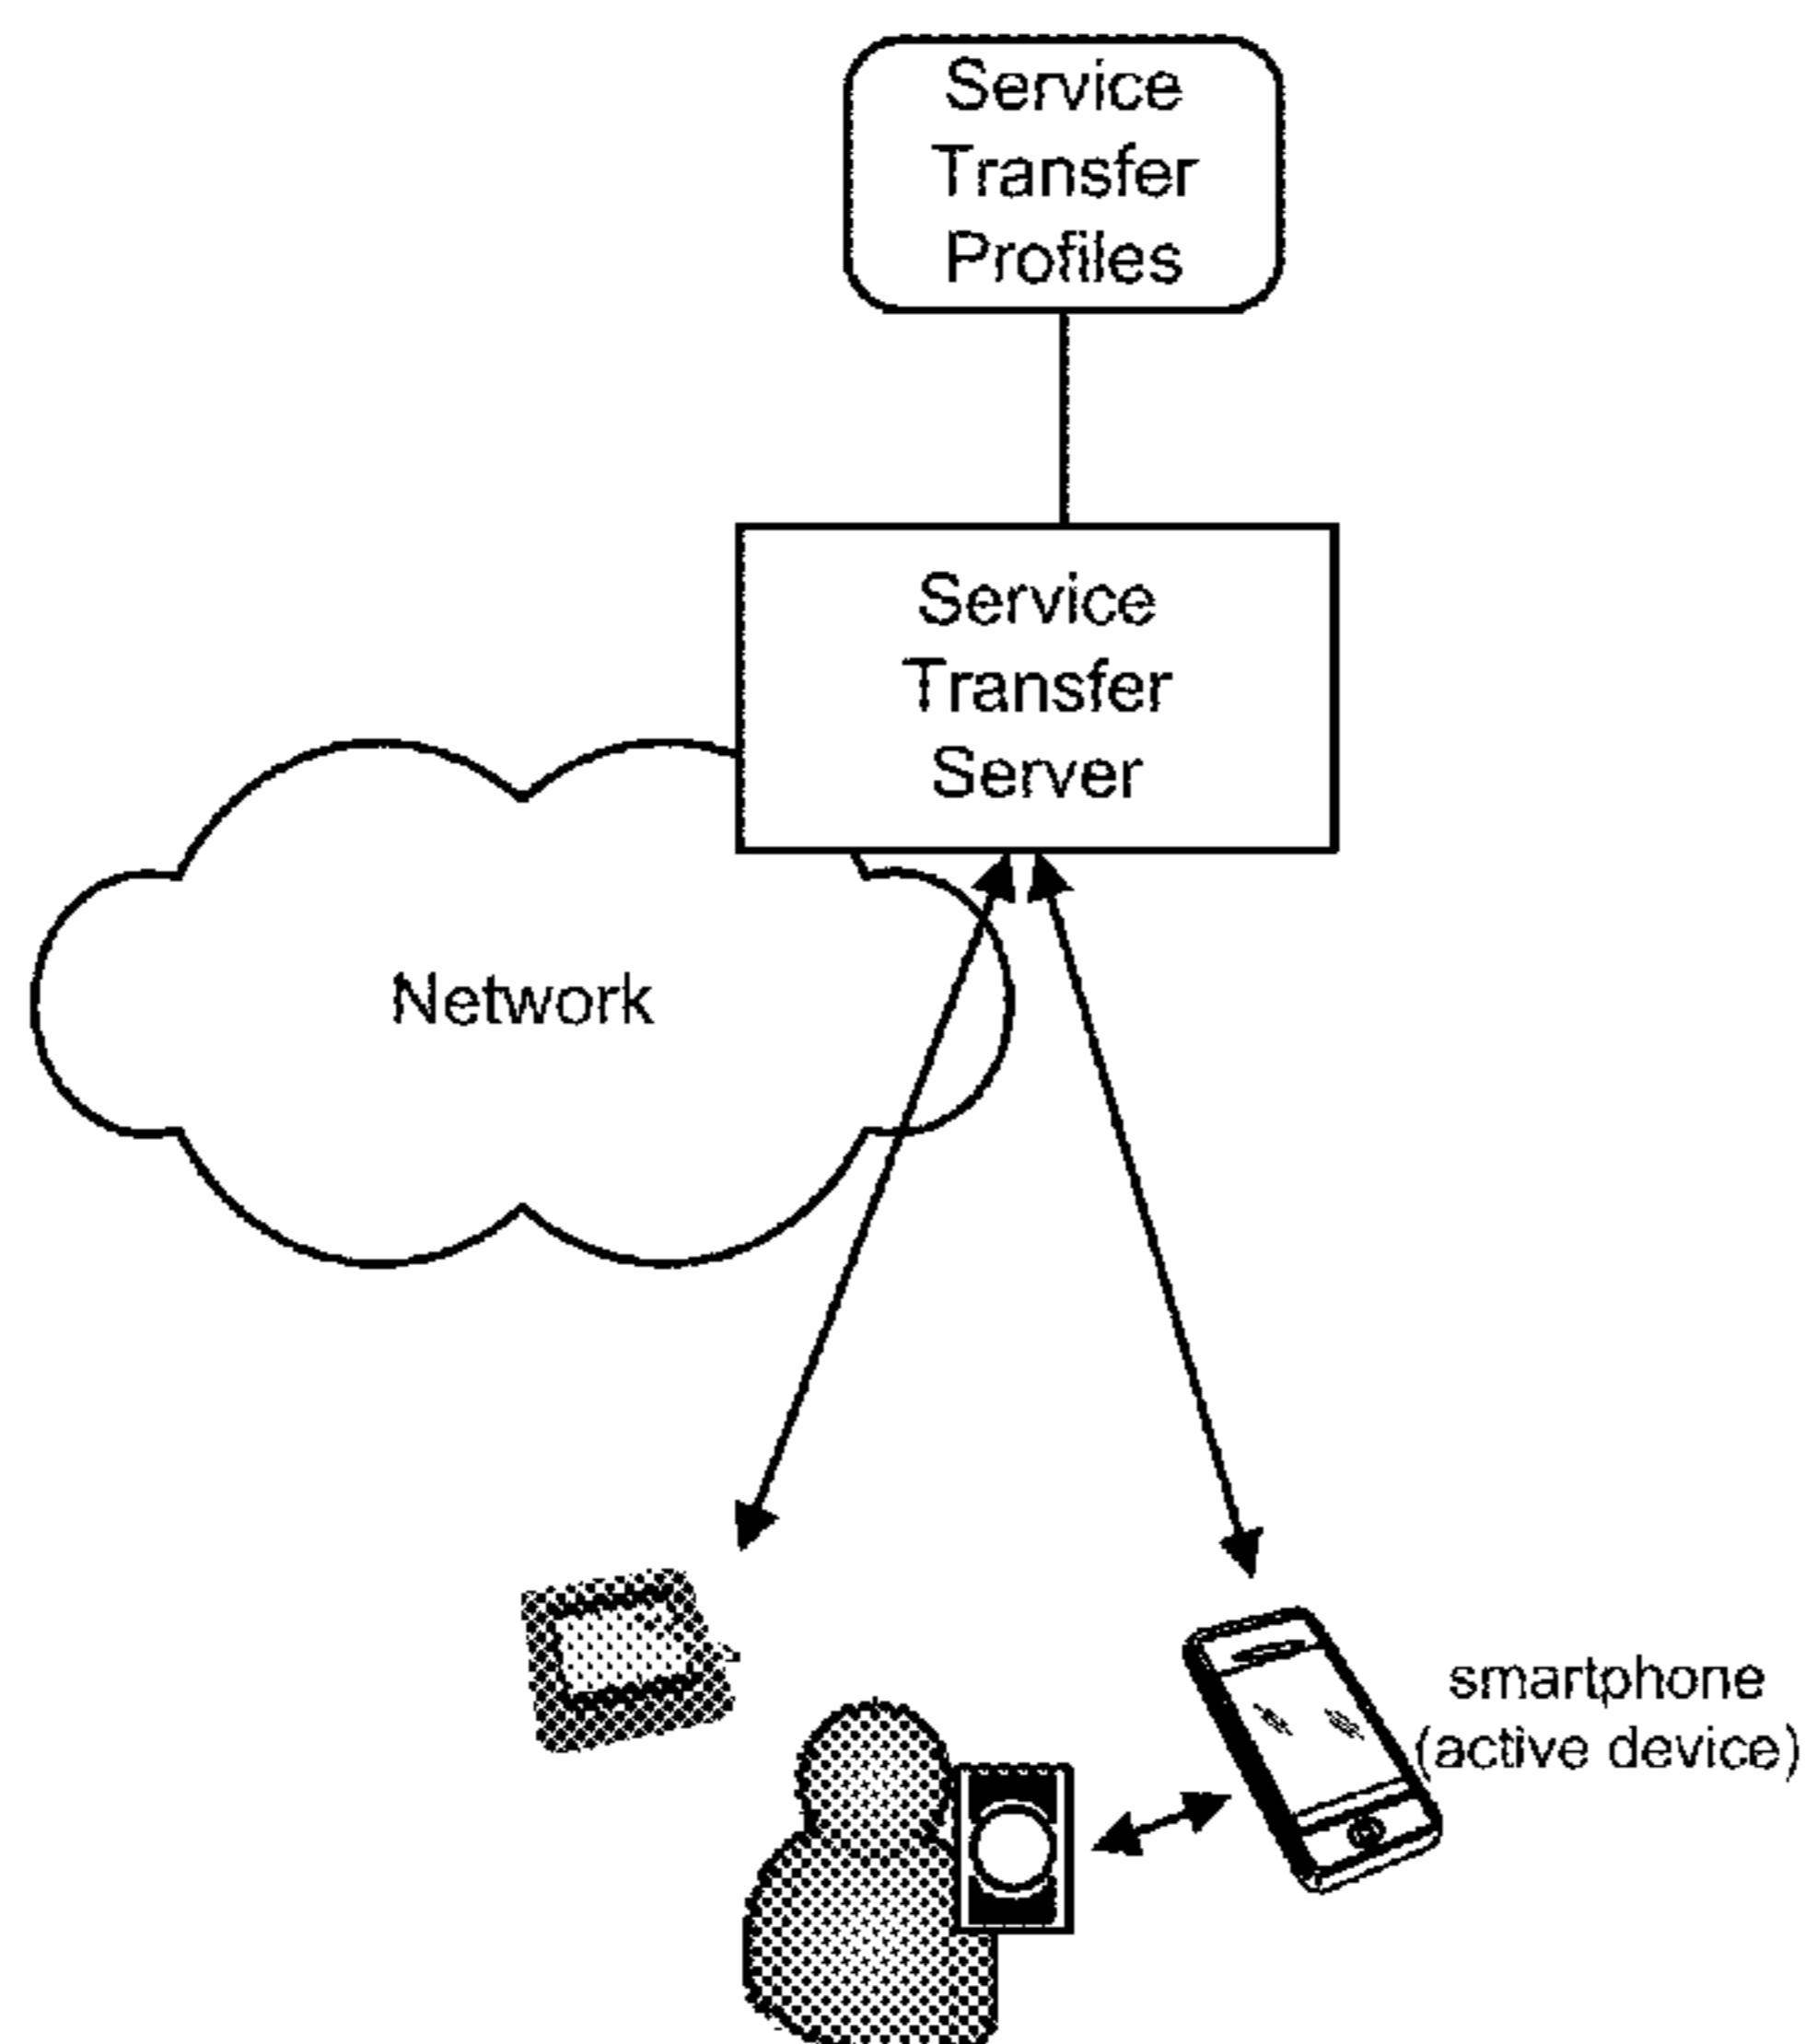 Service
Transfer
Profiles
Service
Transfer
Server
Network
smartphone
(active device)